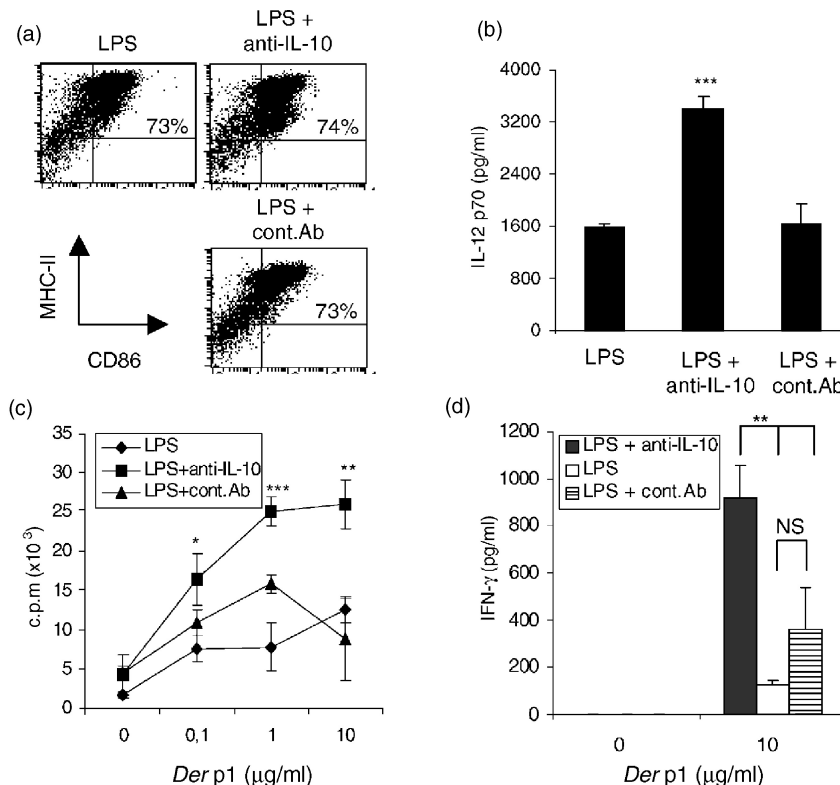 (a)
LPS
LPS +
anti-IL-10
73%
74%
LPS +
cont.Ab
73%
MHC-II
CD86
(b)
IL-12 p70 (pg/ml)
4000
3200
2400
1600
800
0
***
LPS
LPS +
anti-IL-10
LPS +
cont.Ab
(c)
c.p.m (x10³)
35
30
25
20
15
10
5
0
LPS
LPS+anti-IL-10
LPS+cont.Ab
*
***
**
0
0,1
1
10
Der p1 (µg/ml)
(d)
IFN-γ (pg/ml)
1200
1000
800
600
400
200
0
LPS + anti-IL-10
LPS
LPS + cont.Ab
**
NS
0
10
Der p1 (µg/ml)